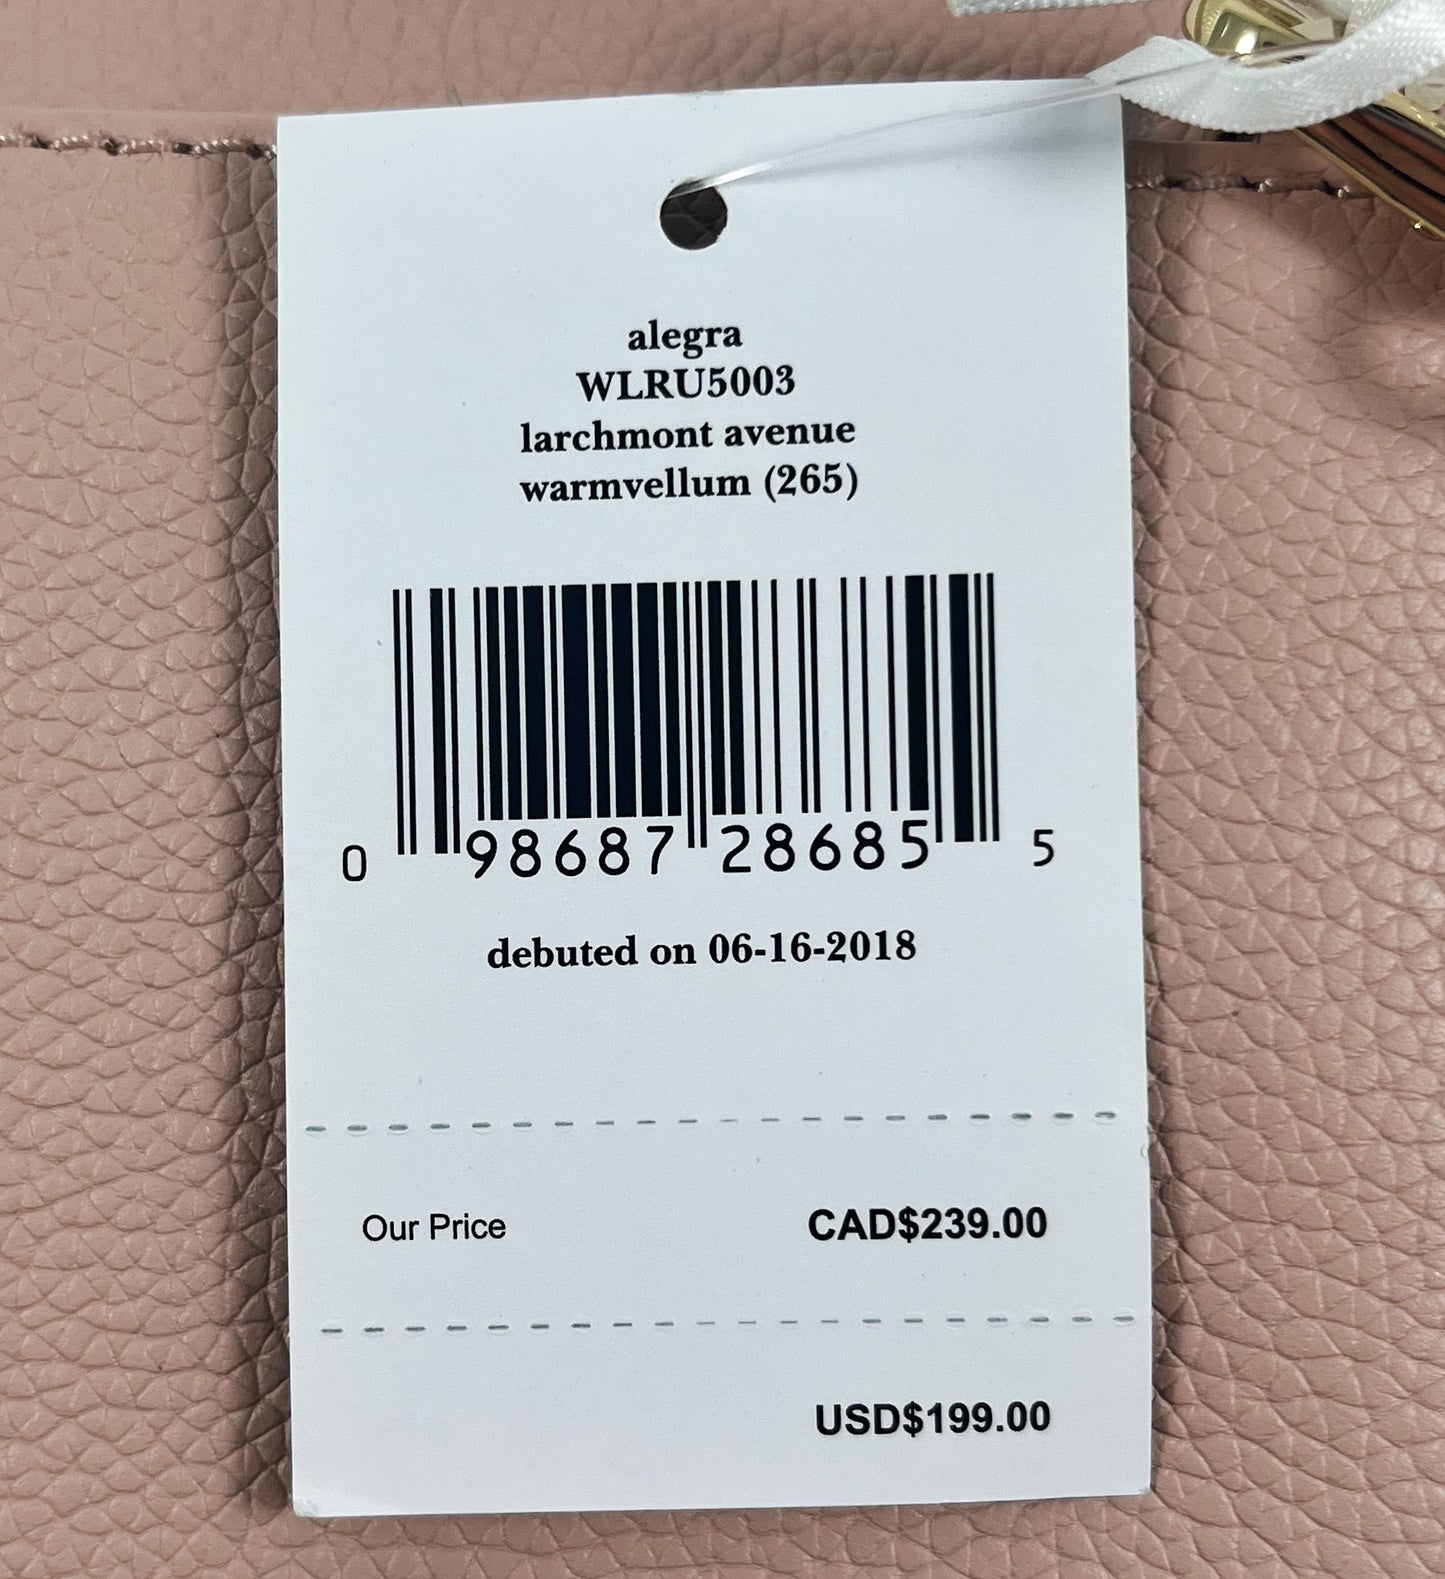 alegra
WLRU5003
larchmont avenue
warmvellum (265)
0 98687 28685 5
debuted on 06-16-2018
Our Price CAD$239.00
USD$199.00